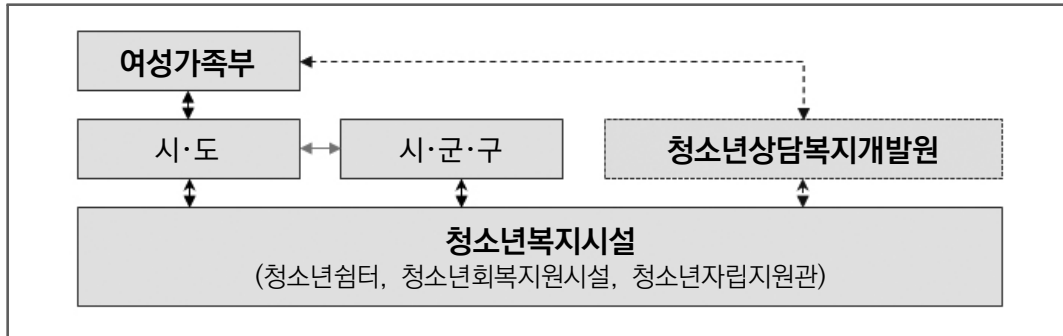 여성가족부
시·도
시·군·구
청소년상담복지개발원
청소년복지시설
(청소년쉼터, 청소년회복지원시설, 청소년자립지원관)